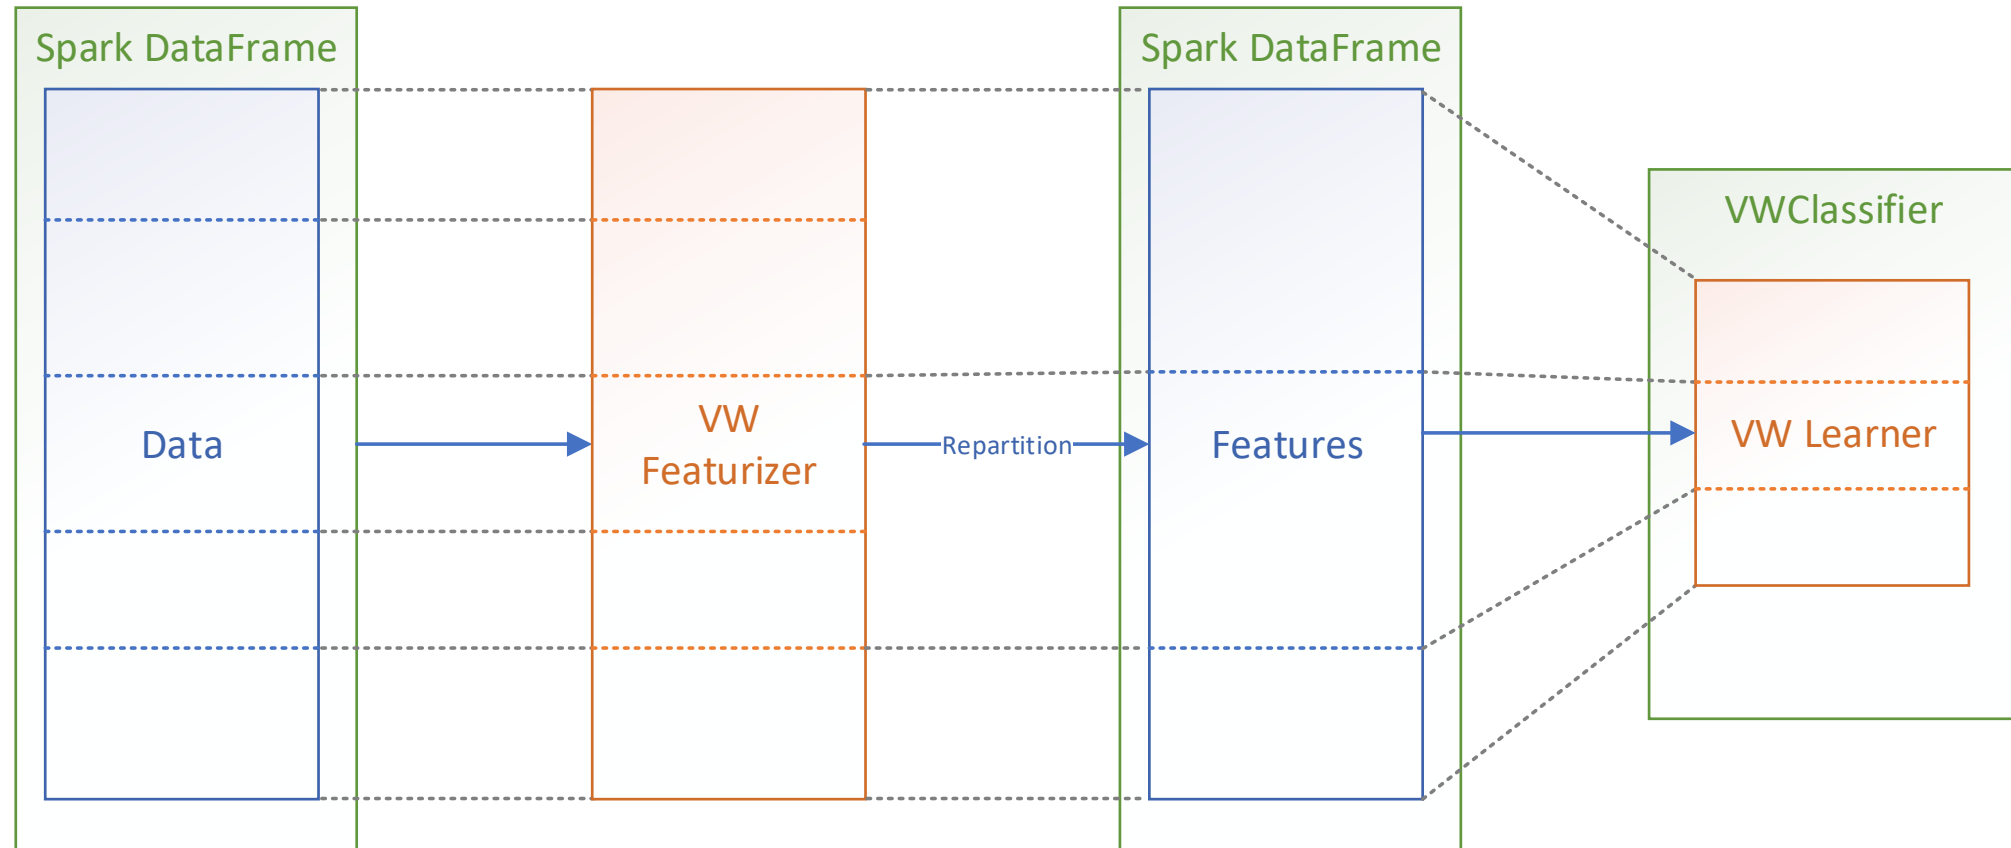 Spark DataFrame
Data
VW
Featurizer
Repartition
Spark DataFrame
Features
VWClassifier
VW Learner